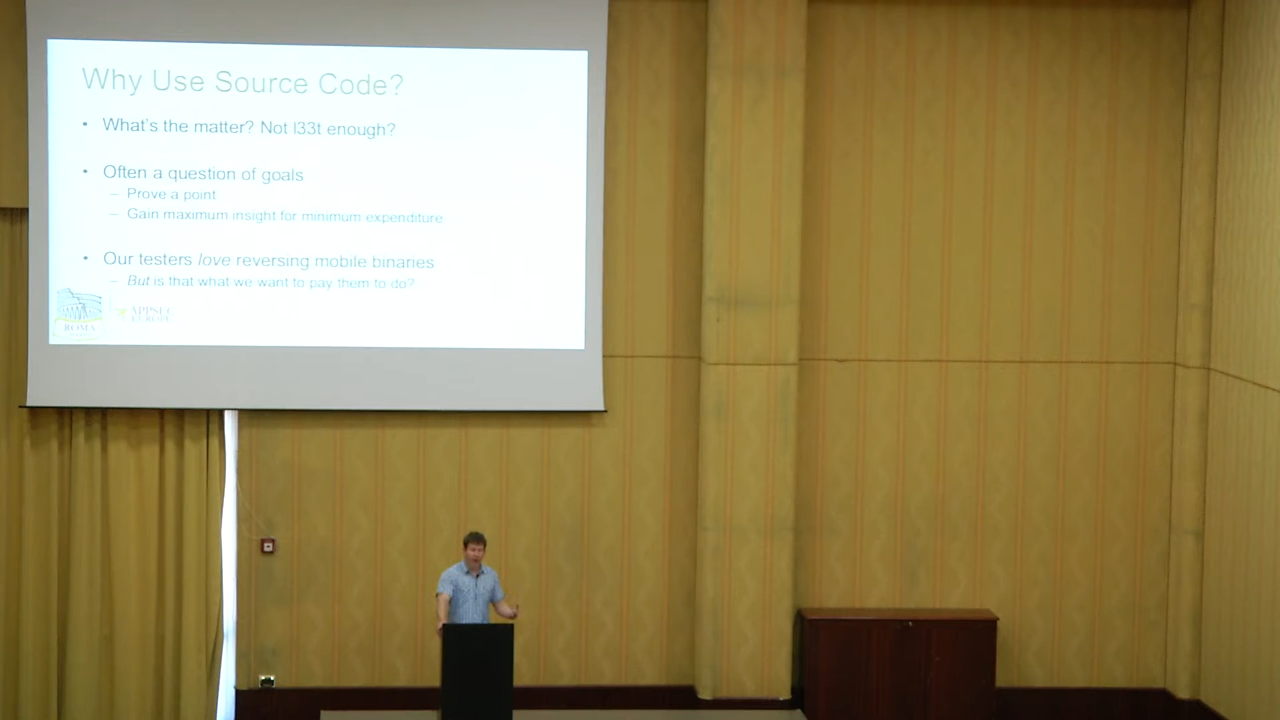 Why Use Source Code?
• What's the matter? Not l33t enough?
• Often a question of goals
– Prove a point
– Gain maximum insight for minimum expenditure
• Our testers love reversing mobile binaries
– But is that what we want to pay them to do?
ROMA
APPSEC
EUROPE